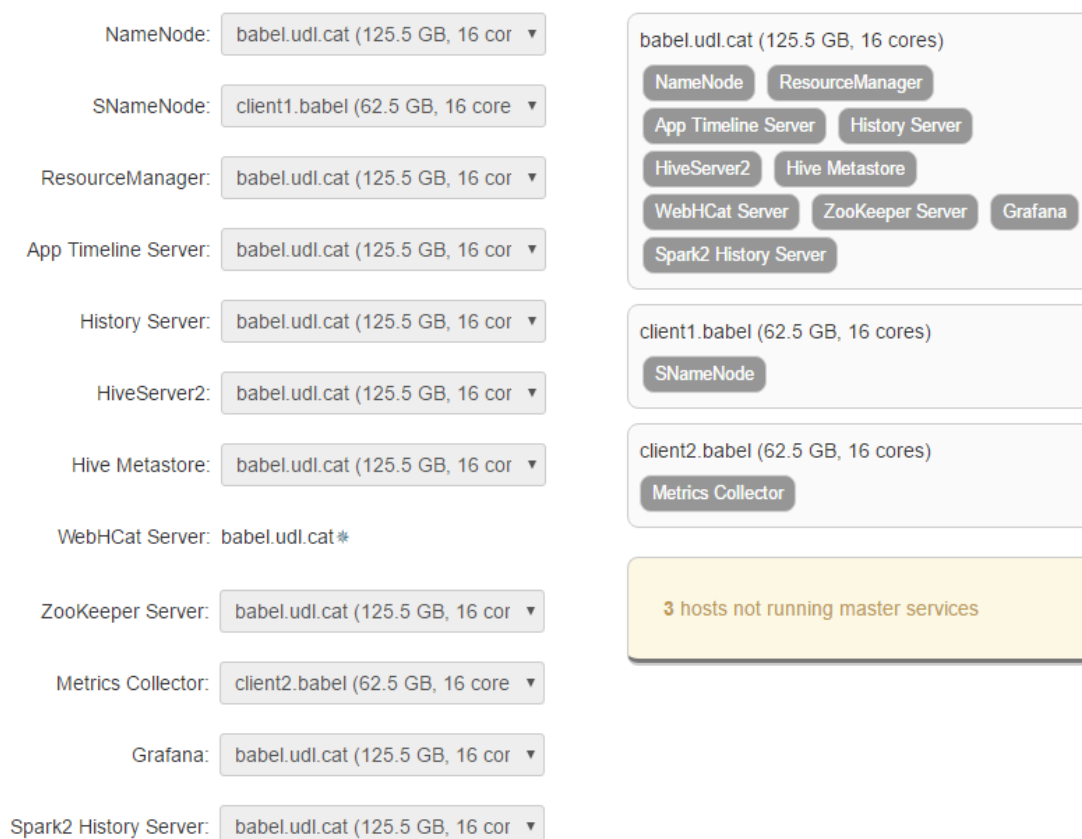 NameNode: babel.udl.cat (125.5 GB, 16 cor
SNameNode: client1.babel (62.5 GB, 16 core
ResourceManager: babel.udl.cat (125.5 GB, 16 cor
App Timeline Server: babel.udl.cat (125.5 GB, 16 cor
History Server: babel.udl.cat (125.5 GB, 16 cor
HiveServer2: babel.udl.cat (125.5 GB, 16 cor
Hive Metastore: babel.udl.cat (125.5 GB, 16 cor
WebHCat Server: babel.udl.cat*
ZooKeeper Server: babel.udl.cat (125.5 GB, 16 cor
Metrics Collector: client2.babel (62.5 GB, 16 core
Grafana: babel.udl.cat (125.5 GB, 16 cor
Spark2 History Server: babel.udl.cat (125.5 GB, 16 cor
babel.udl.cat (125.5 GB, 16 cores)
NameNode ResourceManager
App Timeline Server History Server
HiveServer2 Hive Metastore
WebHCat Server ZooKeeper Server Grafana
Spark2 History Server
client1.babel (62.5 GB, 16 cores)
SNameNode
client2.babel (62.5 GB, 16 cores)
Metrics Collector
3 hosts not running master services